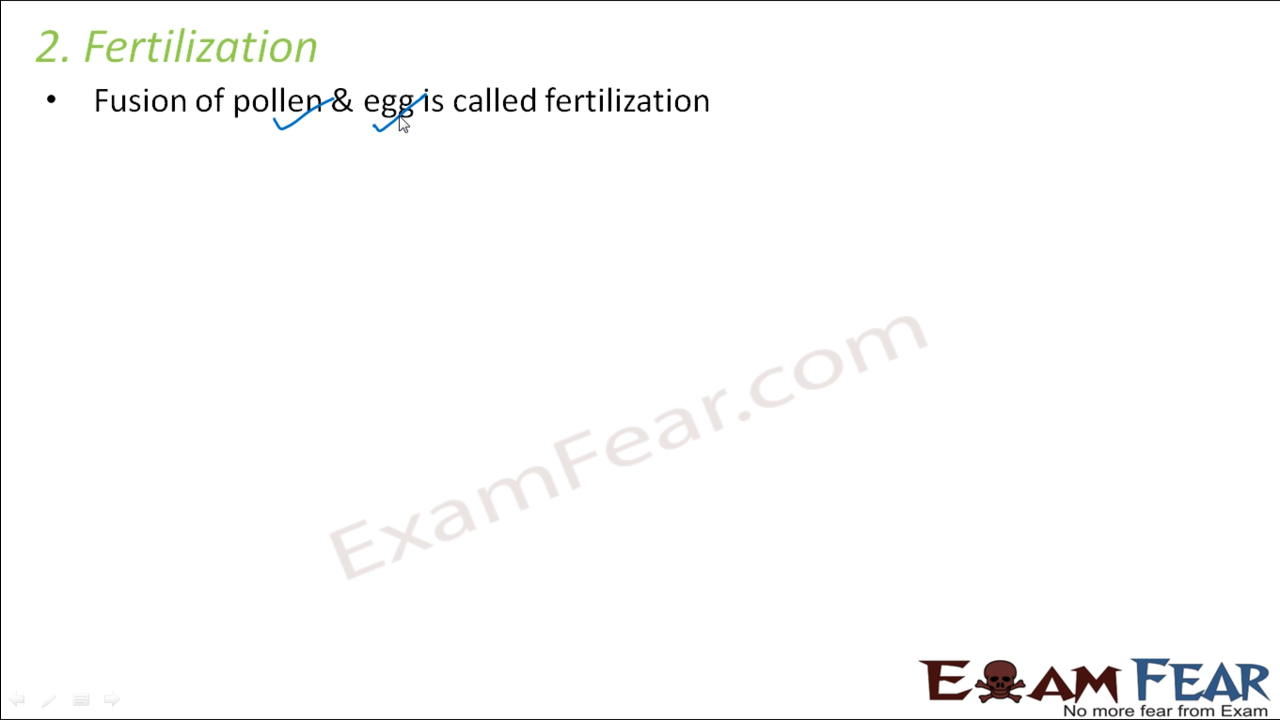 2. Fertilization
• Fusion of pollen & egg is called fertilization
ExamFear.com
EXAM FEAR
No more fear from Exam